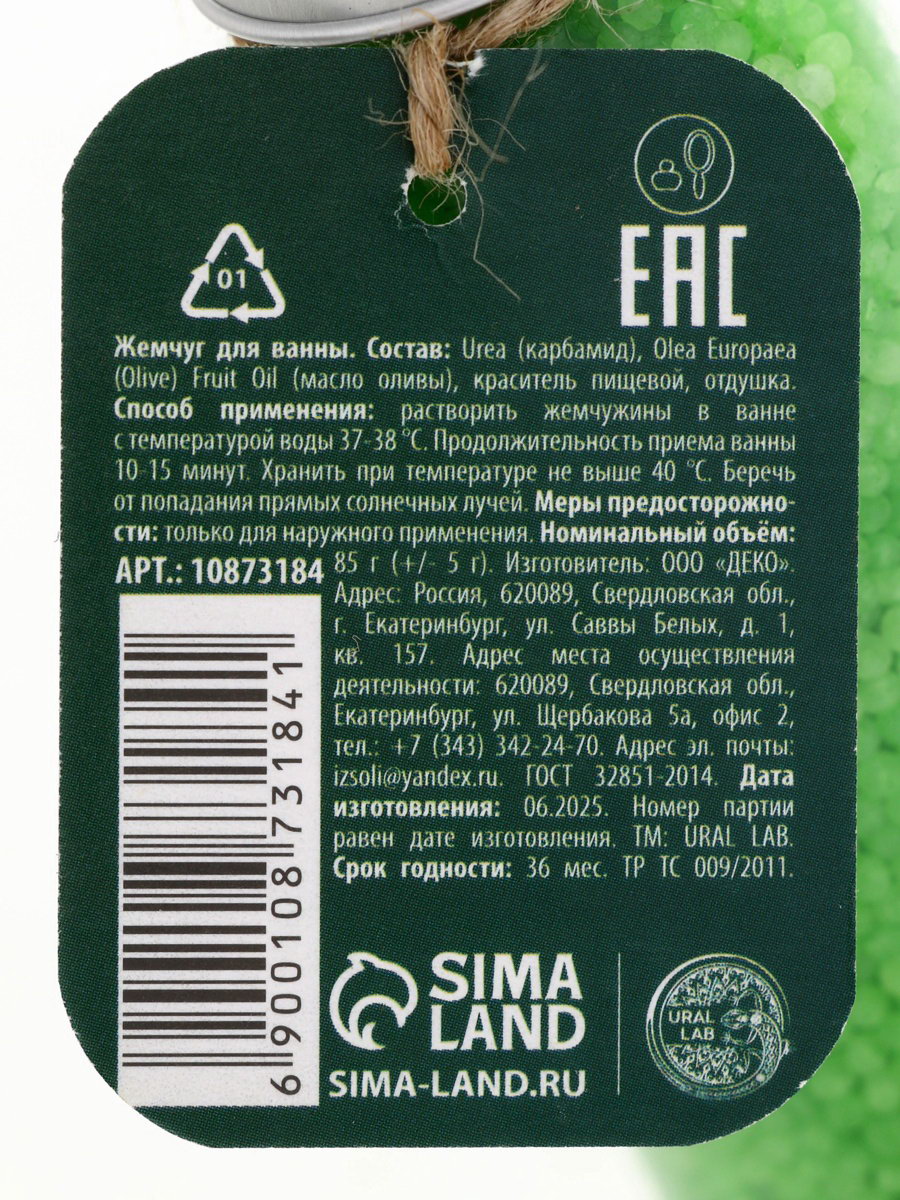 01
EAC
Жемчуг для ванны. Состав: Urea (карбамид), Olea Europaea
(Olive) Fruit Oil (масло оливы), краситель пищевой, отдушка.
Способ применения: растворить жемчужины в ванне
с температурой воды 37-38 °С. Продолжительность приема ванны
10-15 минут. Хранить при температуре не выше 40 °С. Беречь
от попадания прямых солнечных лучей. Меры предосторожно-
сти: только для наружного применения. Номинальный объём:
АРТ.: 10873184
85 г (+/- 5 г). Изготовитель: ООО «ДЕКО».
Адрес: Россия, 620089, Свердловская обл.,
г. Екатеринбург, ул. Саввы Белых, д. 1,
кв. 157. Адрес места осуществления
деятельности: 620089, Свердловская обл.,
Екатеринбург, ул. Щербакова 5а, офис 2,
тел.: +7 (343) 342-24-70. Адрес эл. почты:
izsoli@yandex.ru. ГОСТ 32851-2014. Дата
изготовления: 06.2025. Номер партии
равен дате изготовления. ТМ: URAL LAB.
Срок годности: 36 мес. ТР ТС 009/2011.
6 900108 731841
SIMA
LAND
SIMA-LAND.RU
URAL
LAB